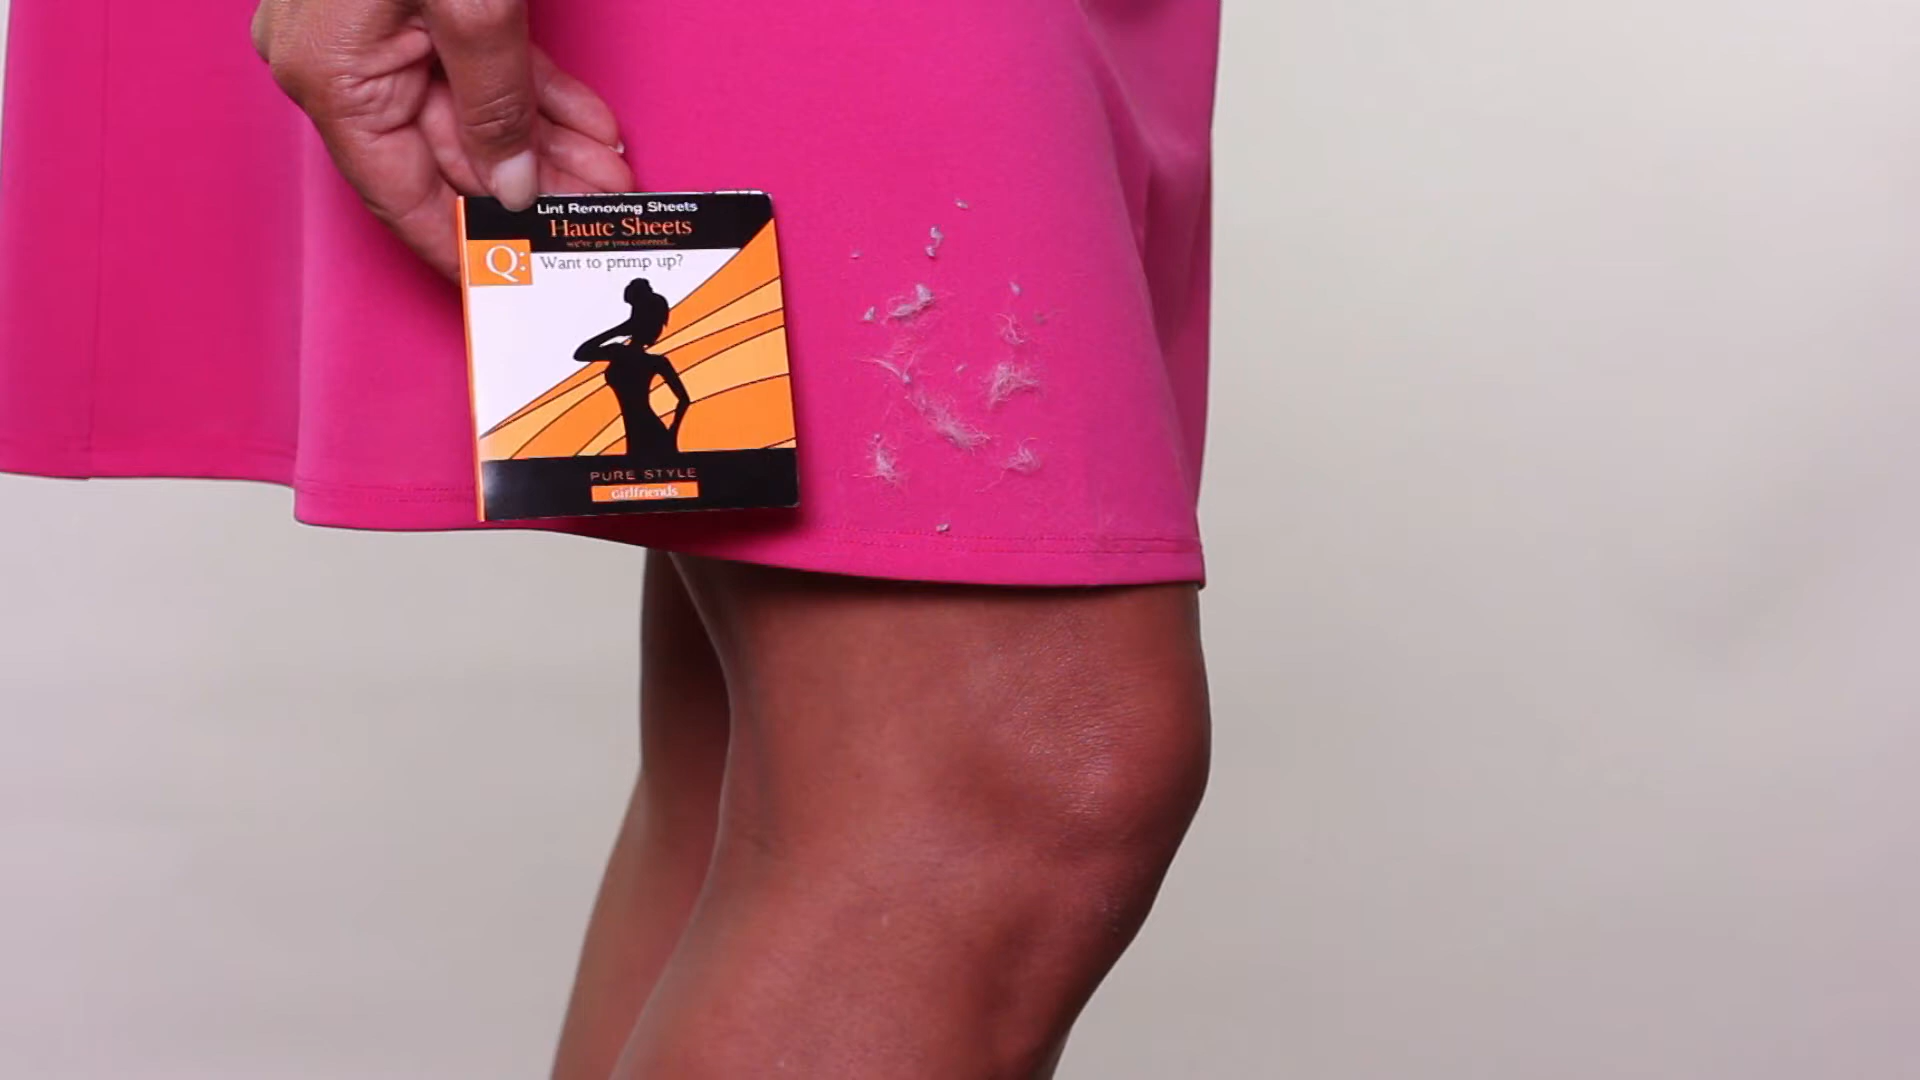 Lint Removing Sheets
Haute Sheets
we've got you covered...
Q: Want to primp up?
PURE STYLE
girlfriends